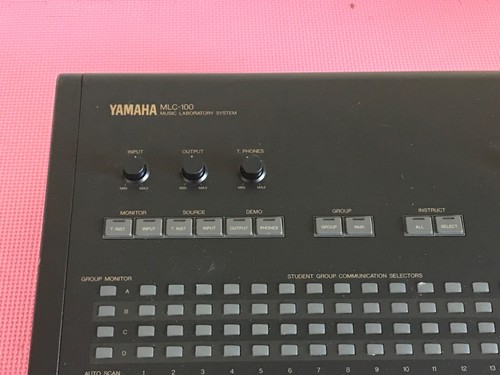 YAMAHA MLC-100
MUSIC LABORATORY SYSTEM
INPUT OUTPUT T. PHONES
MIN MAX MIN MAX MIN MAX
MONITOR SOURCE DEMO GROUP INSTRUCT
T. INST INPUT T. INST INPUT OUTPUT PHONES GROUP PAIR ALL SELECT
GROUP MONITOR STUDENT GROUP COMMUNICATION SELECTORS
A
B
C
D
AUTO SCAN 1 2 3 4 5 6 7 8 9 10 11 12 13